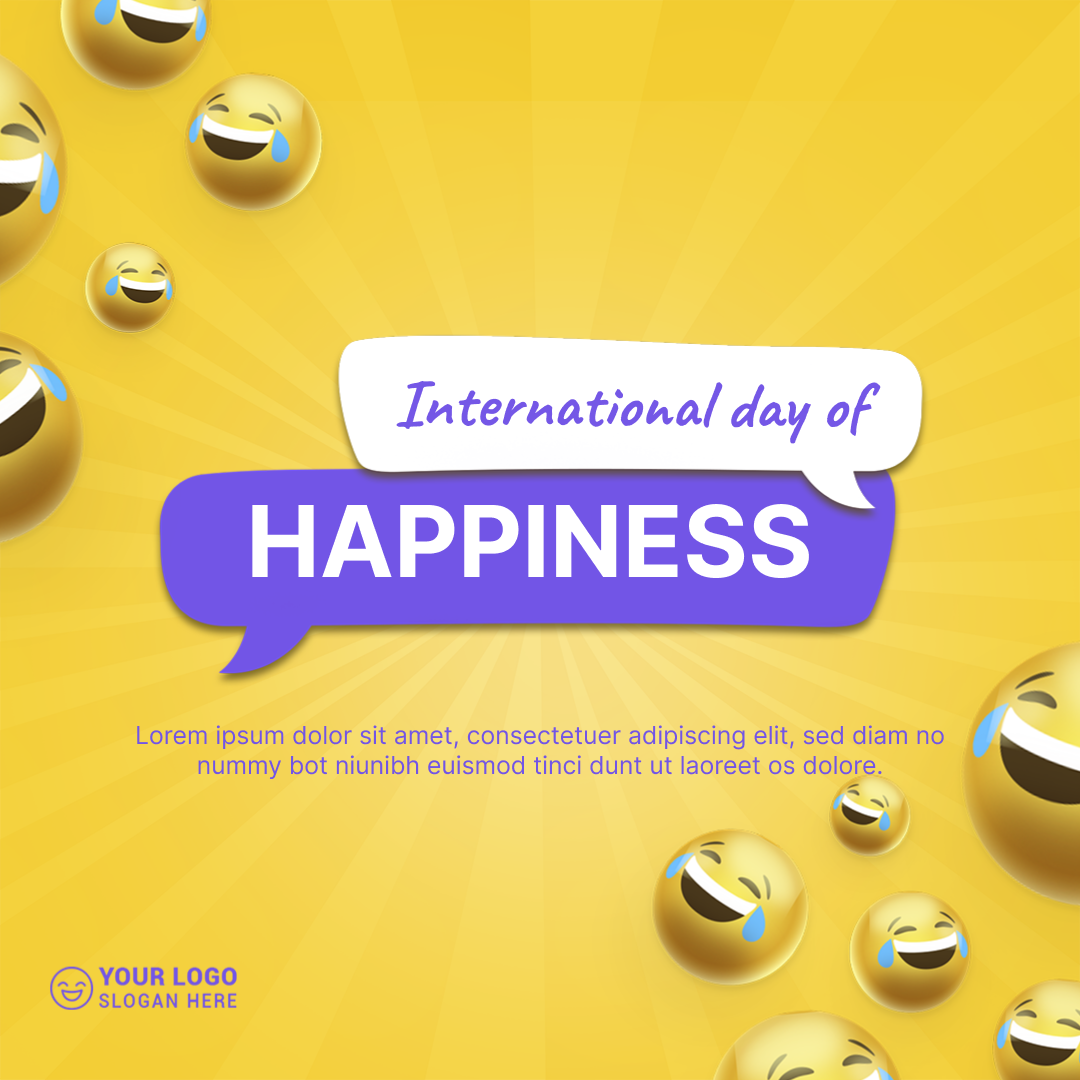 International day of
HAPPINESS
Lorem ipsum dolor sit amet, consectetuer adipiscing elit, sed diam no
nummy bot niunibh euismod tinci dunt ut laoreet os dolore.
YOUR LOGO
SLOGAN HERE